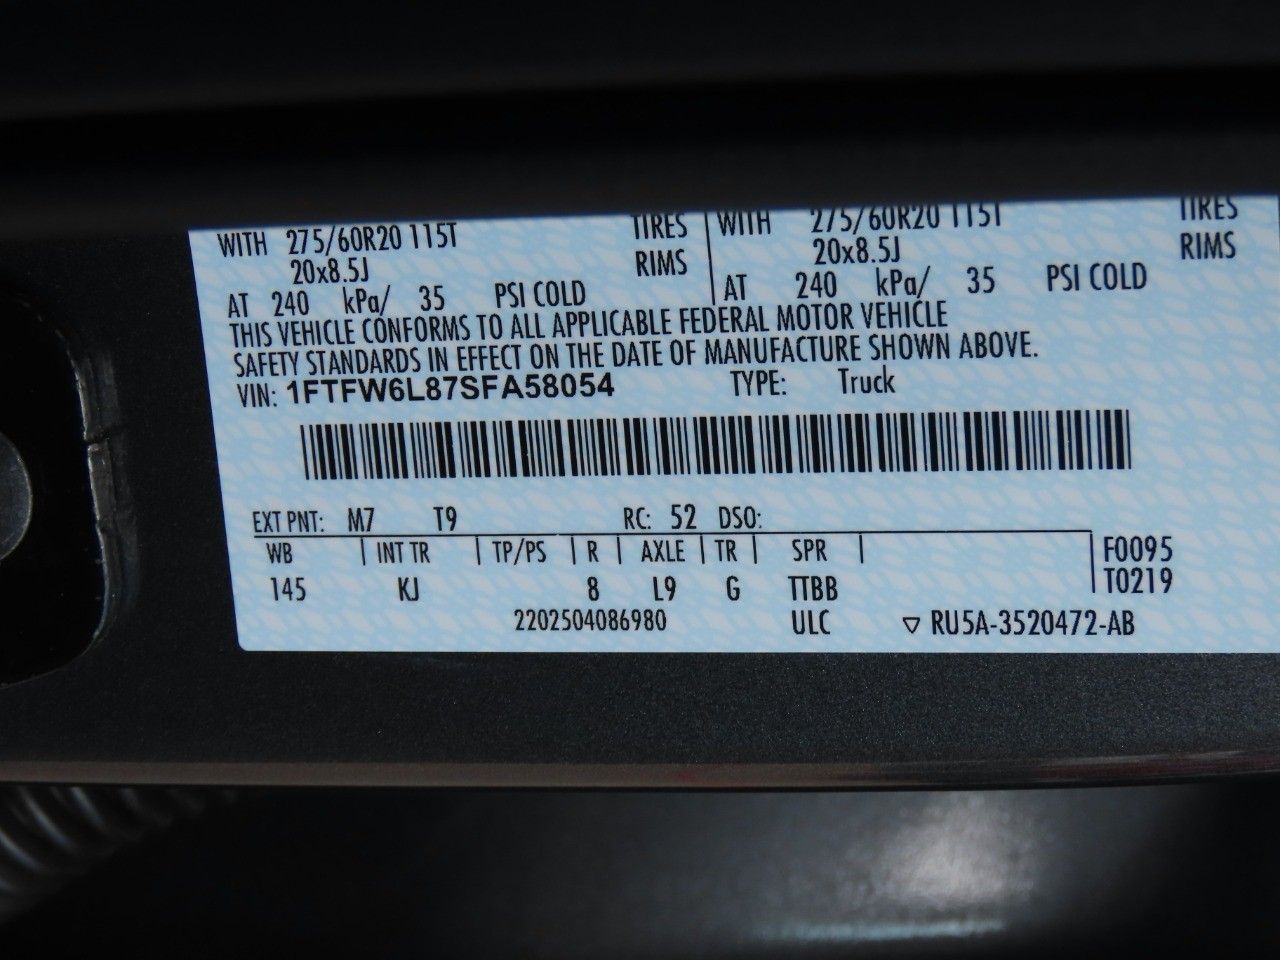 WITH 275/60R20 115T TIRES WITH 275/60R20 115T TIRES
20x8.5J RIMS 20x8.5J RIMS
AT 240 kPa/ 35 PSI COLD AT 240 kPa/ 35 PSI COLD
THIS VEHICLE CONFORMS TO ALL APPLICABLE FEDERAL MOTOR VEHICLE
SAFETY STANDARDS IN EFFECT ON THE DATE OF MANUFACTURE SHOWN ABOVE.
VIN: 1FTFW6L87SFA58054 TYPE: Truck
EXT PNT: M7 T9 RC: 52 DSO:
WB INT TR TP/PS R AXLE TR SPR F0095
145 KJ 8 L9 G TTBB T0219
2202504086980 ULC ▽ RU5A-3520472-AB